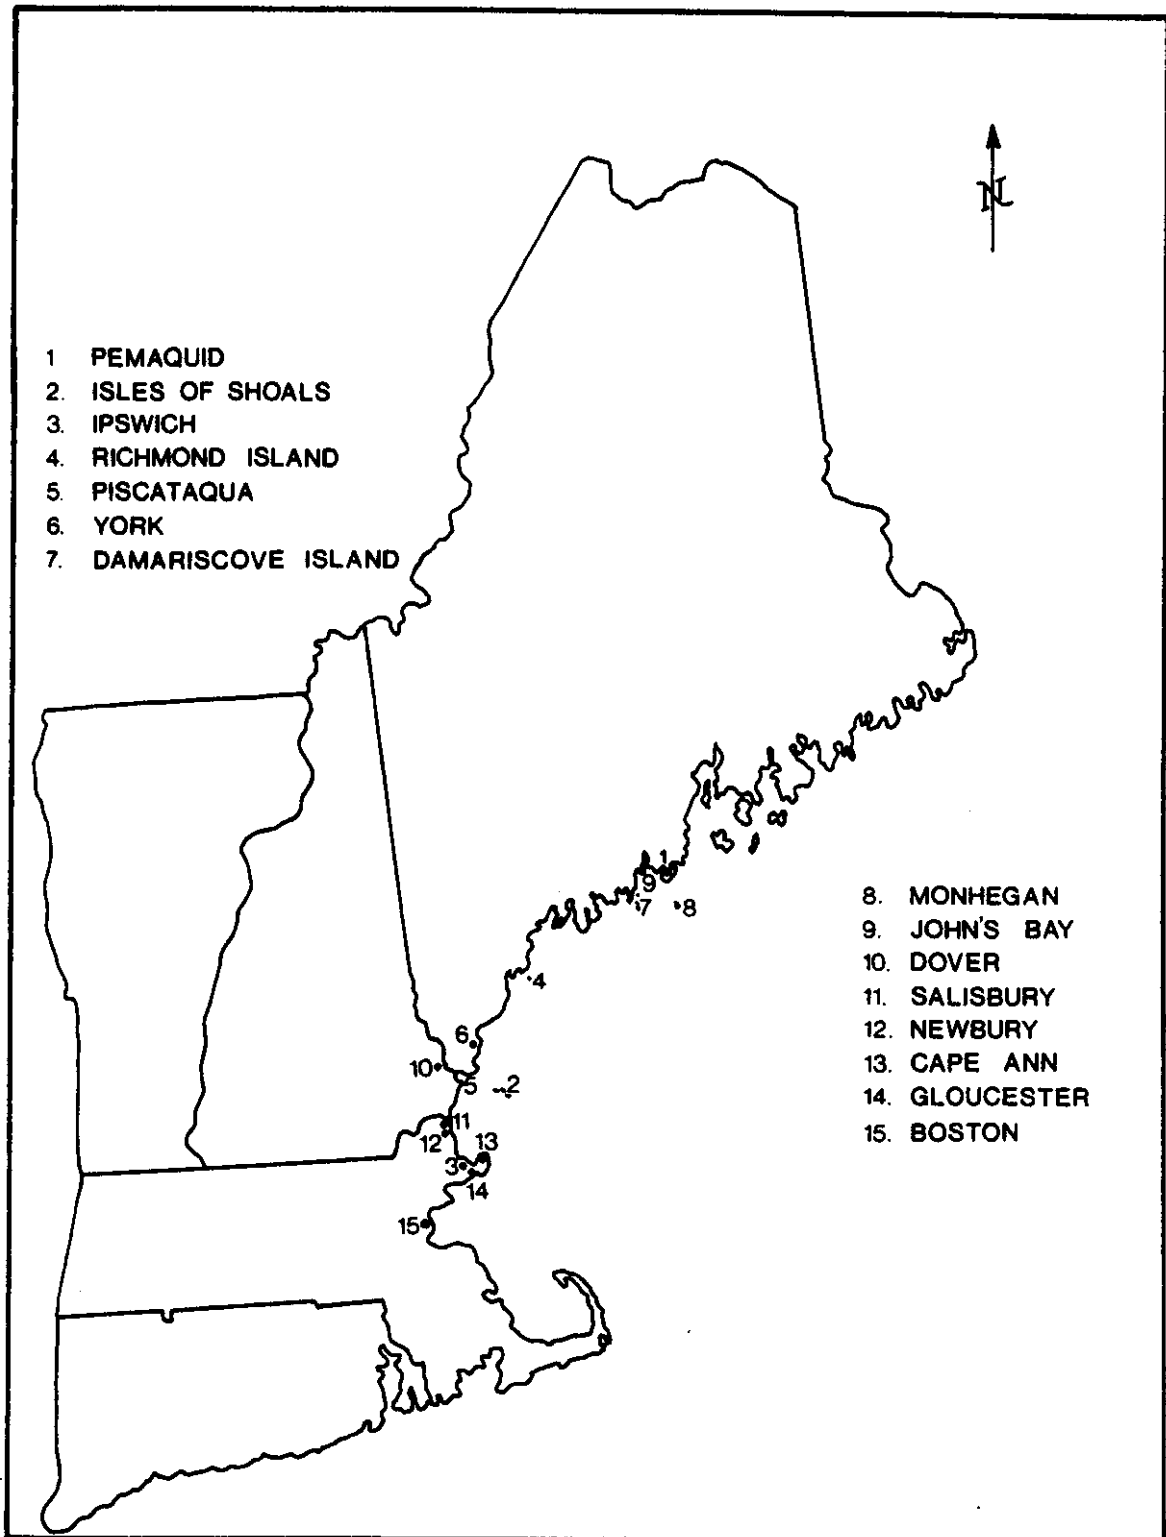 N
1 PEMAQUID
2. ISLES OF SHOALS
3. IPSWICH
4. RICHMOND ISLAND
5. PISCATAQUA
6. YORK
7. DAMARISCOVE ISLAND
1
9
7
8
8. MONHEGAN
9. JOHN'S BAY
10. DOVER
11. SALISBURY
12. NEWBURY
13. CAPE ANN
14. GLOUCESTER
15. BOSTON
4
6
10
5
2
11
12
13
3
14
15